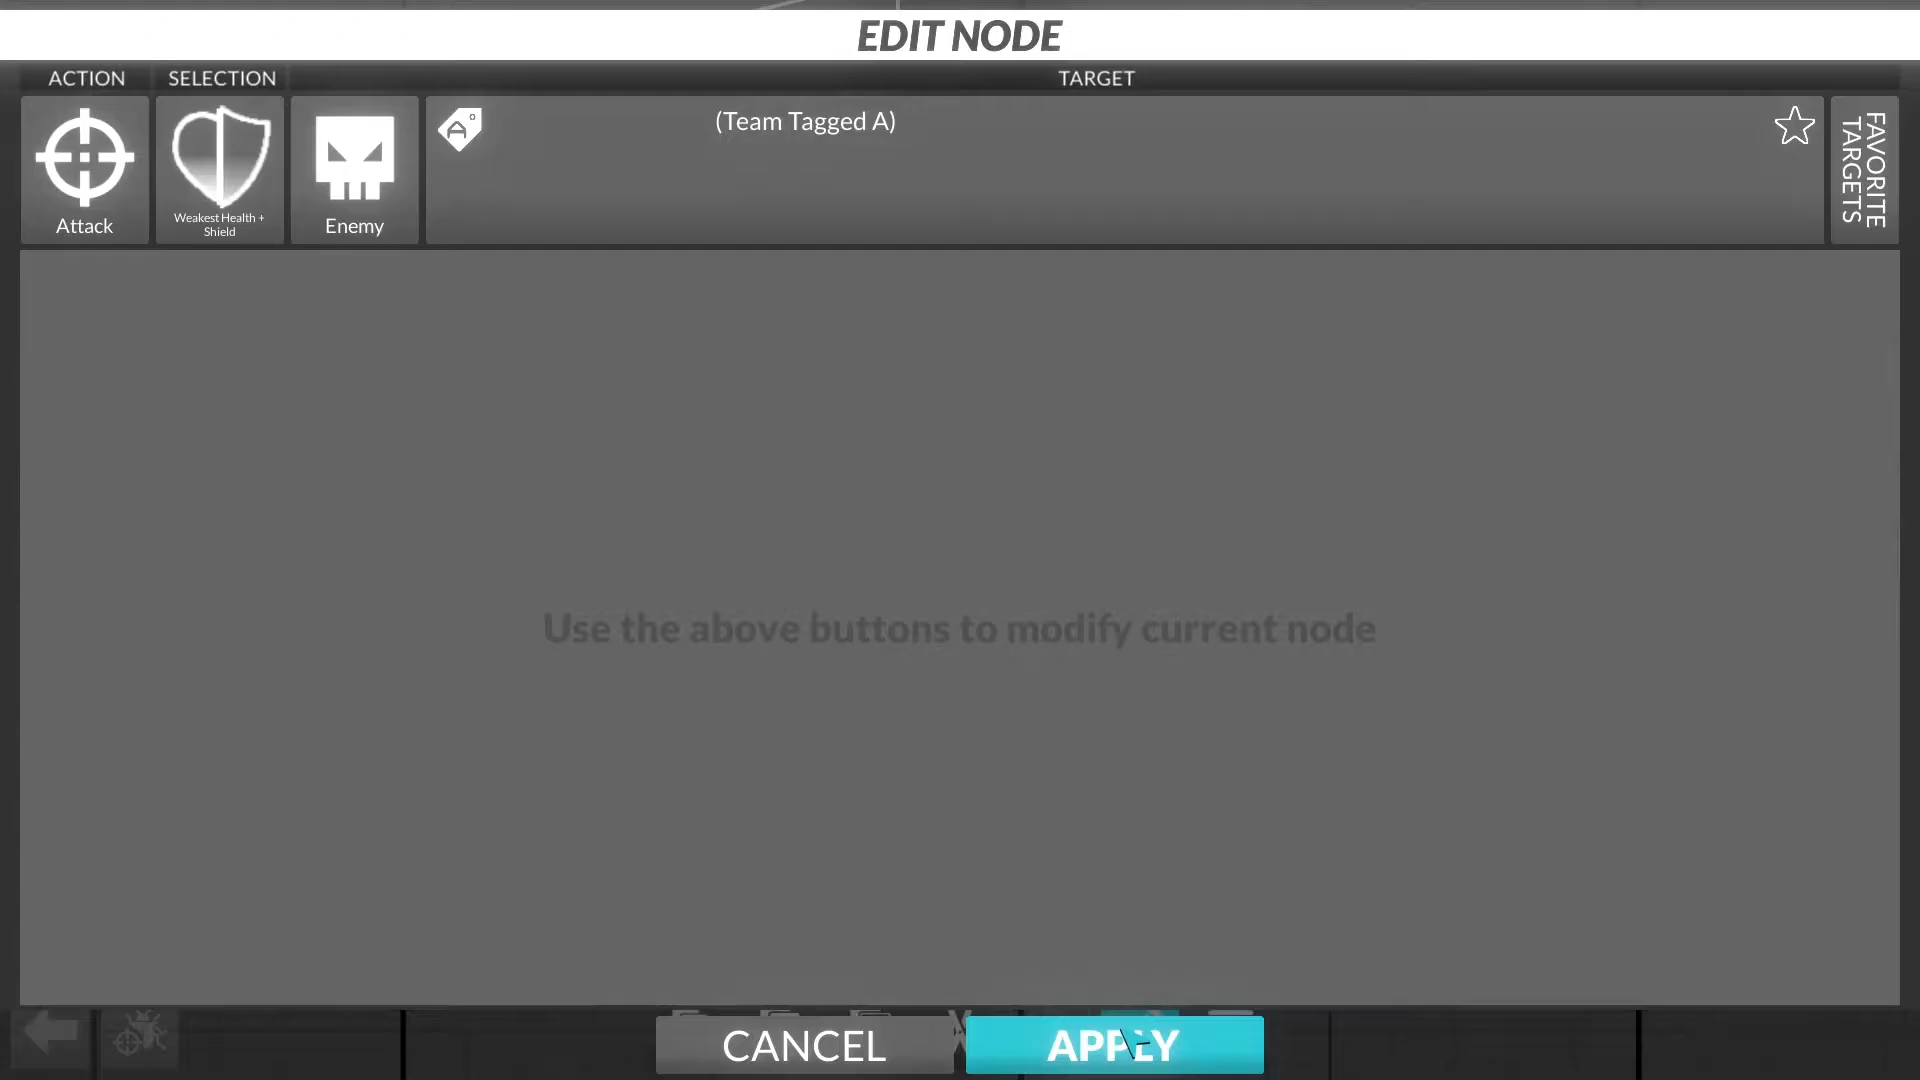 EDIT NODE
ACTION
SELECTION
TARGET
Attack
Weakest Health +
Shield
Enemy
A
(Team Tagged A)
FAVORITE
TARGETS
Use the above buttons to modify current node
CANCEL
APPLY